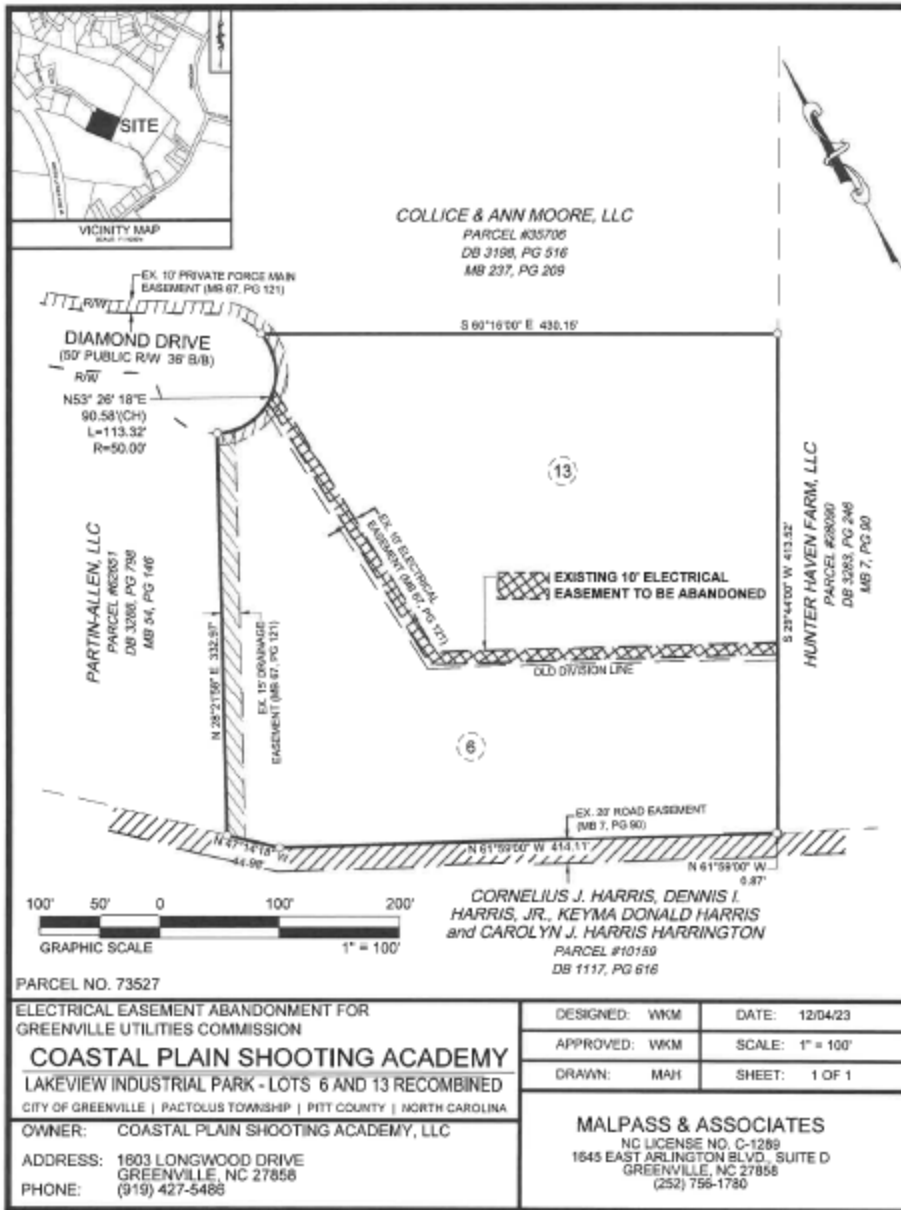 SITE
VICINITY MAP
COLLICE & ANN MOORE, LLC
PARCEL #35706
DB 3198, PG 516
MB 237, PG 209
EX. 10' PRIVATE FORCE MAIN
EASEMENT (MB 67, PG 121)
R/W
DIAMOND DRIVE
(50' PUBLIC R/W 36' B/B)
R/W
N53° 26' 18"E
90.58'(CH)
L=113.32'
R=50.00'
S 60°16'00" E 430.15'
13
EX. 10' ELECTRICAL
EASEMENT (MB 67, PG 121)
EXISTING 10' ELECTRICAL
EASEMENT TO BE ABANDONED
OLD DIVISION LINE
S 29°44'00" W 413.52'
HUNTER HAVEN FARM, LLC
PARCEL #28090
DB 3283, PG 246
MB 7, PG 90
PARTIN-ALLEN, LLC
PARCEL #62651
DB 3288, PG 798
MB 54, PG 146
N 28°21'58" E 332.97'
EX. 15' DRAINAGE
EASEMENT (MB 67, PG 121)
6
EX. 20' ROAD EASEMENT
(MB 7, PG 90)
N 47°14'18" W
44.98'
N 61°59'00" W 414.11'
N 61°59'00" W
0.87'
CORNELIUS J. HARRIS, DENNIS I.
HARRIS, JR., KEYMA DONALD HARRIS
and CAROLYN J. HARRIS HARRINGTON
PARCEL #10159
DB 1117, PG 616
100' 50' 0 100' 200'
GRAPHIC SCALE 1" = 100'
PARCEL NO. 73527
ELECTRICAL EASEMENT ABANDONMENT FOR
GREENVILLE UTILITIES COMMISSION
COASTAL PLAIN SHOOTING ACADEMY
LAKEVIEW INDUSTRIAL PARK - LOTS 6 AND 13 RECOMBINED
CITY OF GREENVILLE | PACTOLUS TOWNSHIP | PITT COUNTY | NORTH CAROLINA
OWNER: COASTAL PLAIN SHOOTING ACADEMY, LLC
ADDRESS: 1603 LONGWOOD DRIVE
GREENVILLE, NC 27858
PHONE: (919) 427-5486
DESIGNED: WKM DATE: 12/04/23
APPROVED: WKM SCALE: 1" = 100'
DRAWN: MAH SHEET: 1 OF 1
MALPASS & ASSOCIATES
NC LICENSE NO. C-1289
1645 EAST ARLINGTON BLVD., SUITE D
GREENVILLE, NC 27858
(252) 756-1780